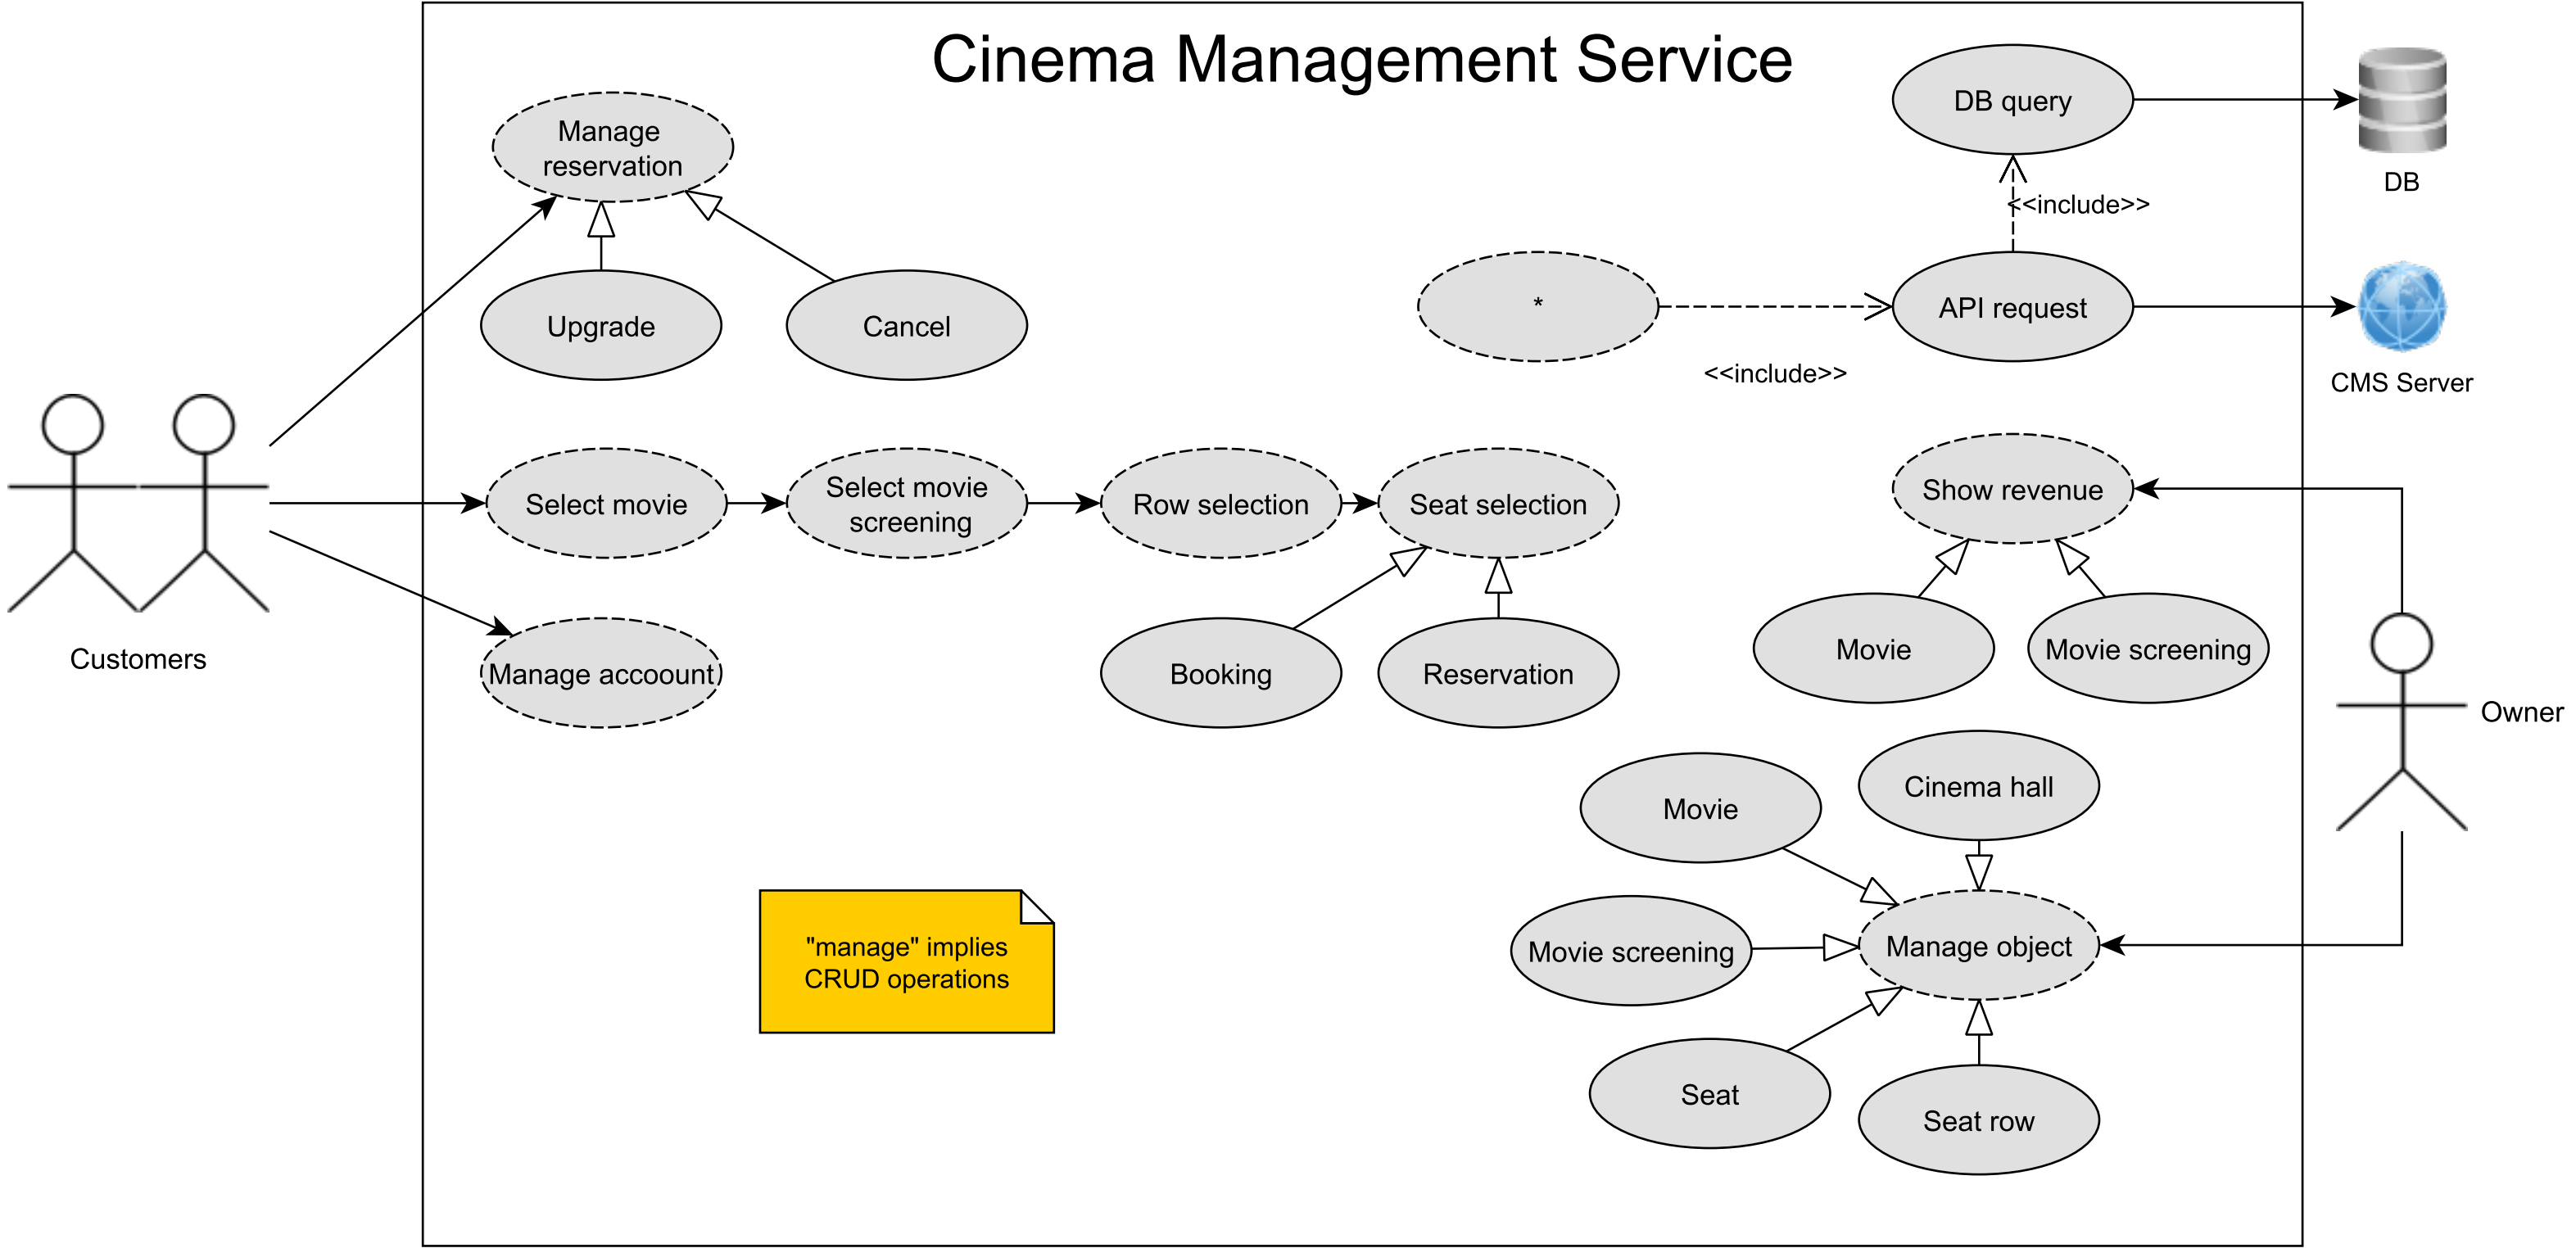 Cinema Management Service
Manage
reservation
DB query
DB
<<include>>
Upgrade
Cancel
*
API request
<<include>>
CMS Server
Customers
Select movie
Select movie
screening
Row selection
Seat selection
Show revenue
Manage accoount
Booking
Reservation
Movie
Movie screening
Owner
Movie
Cinema hall
Movie screening
Manage object
Seat
Seat row
"manage" implies
CRUD operations